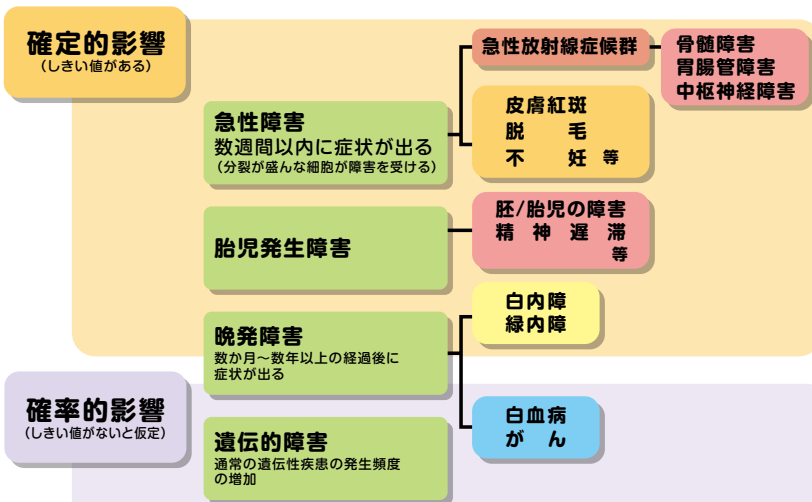 確定的影響
（しきい値がある）
急性障害
数週間以内に症状が出る
（分裂が盛んな細胞が障害を受ける）
急性放射線症候群
骨髄障害
胃腸管障害
中枢神経障害
皮膚紅斑
脱　毛
不　妊 等
胎児発生障害
胚/胎児の障害
精神遅滞
等
晩発障害
数か月～数年以上の経過後に
症状が出る
白内障
緑内障
確率的影響
（しきい値がないと仮定）
白血病
がん
遺伝的障害
通常の遺伝性疾患の発生頻度
の増加